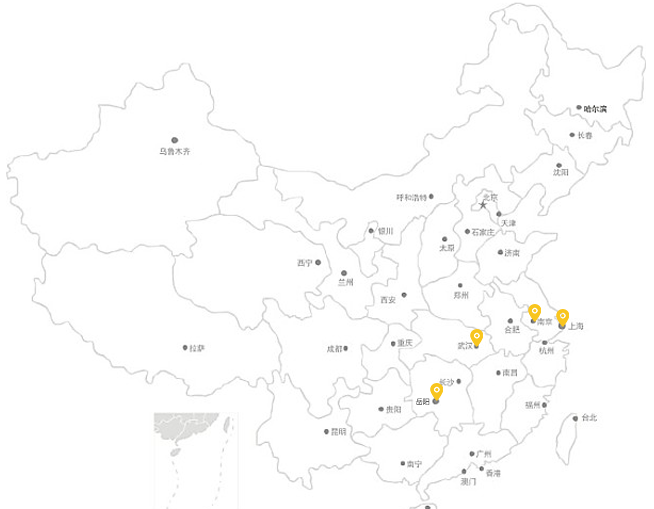 哈尔滨
长春
乌鲁木齐
沈阳
呼和浩特
北京
天津
银川
石家庄
太原
济南
西宁
兰州
西安
郑州
南京
上海
合肥
武汉
杭州
拉萨
成都
重庆
南昌
长沙
岳阳
贵阳
福州
台北
昆明
广州
南宁
香港
澳门